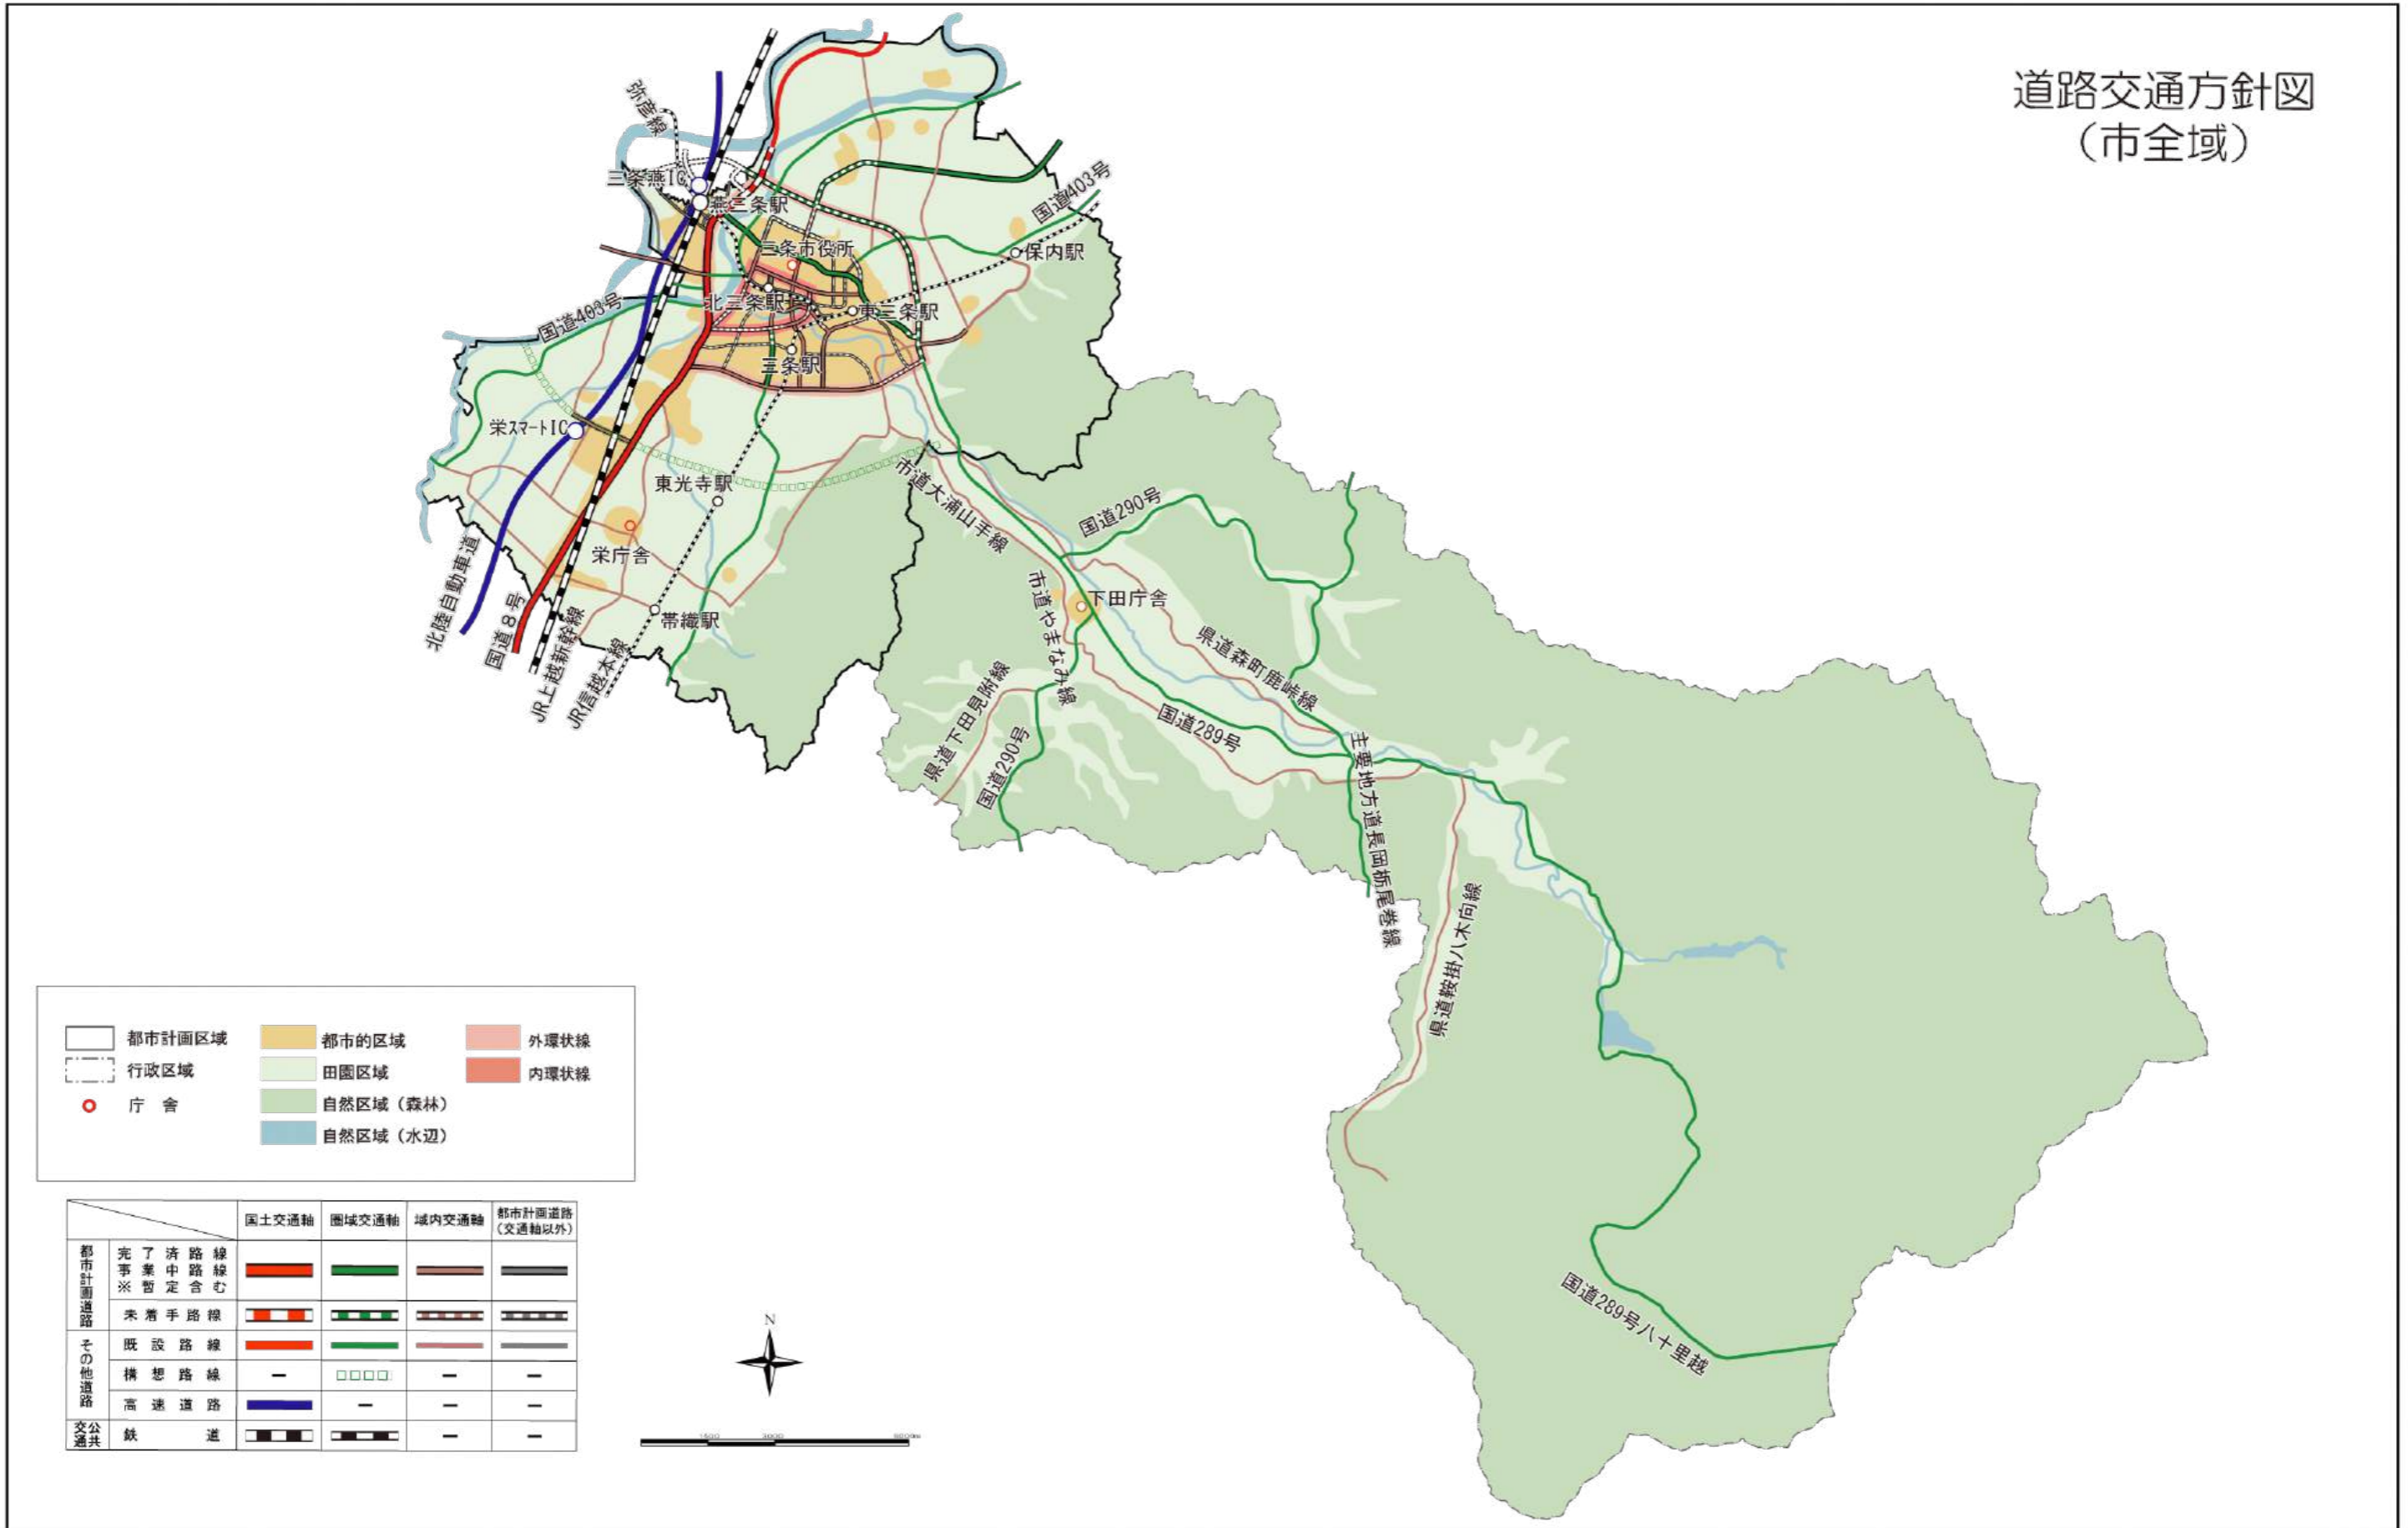 道路交通方針図
（市全域）
弥彦線
三条燕IC
燕三条駅
国道403号
三条市役所
保内駅
北三条駅
東三条駅
国道403号
三条駅
栄スマートIC
東光寺駅
市道大浦山手線
国道290号
栄庁舎
北陸自動車道
国道8号
JR上越新幹線
JR信越本線
帯織駅
市道やまなみ線
下田庁舎
県道森町鹿峠線
県道下田見附線
国道290号
国道289号
主要地方道長岡栃尾巻線
県道鞍掛八木向線
国道289号八十里越
都市計画区域
行政区域
庁舎
都市的区域
田園区域
自然区域（森林）
自然区域（水辺）
外環状線
内環状線
国土交通軸 圏域交通軸 域内交通軸 都市計画道路
（交通軸以外）
都市計画道路
完了済路線
事業中路線
※暫定含む
未着手路線
その他道路
既設路線
構想路線 － □□□□ － －
高速道路 － － －
公共交通
鉄道 － －
N
1500 3000 6000m